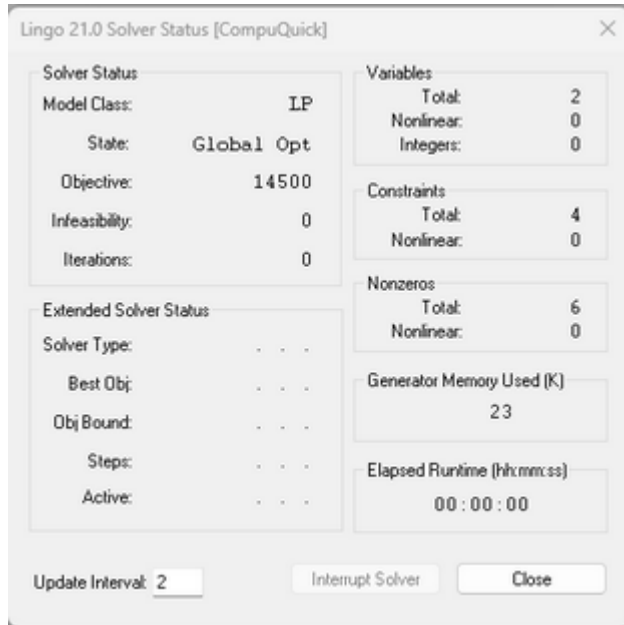 Lingo 21.0 Solver Status [CompuQuick]
Solver Status
Model Class: LP
State: Global Opt
Objective: 14500
Infeasibility: 0
Iterations: 0
Extended Solver Status
Solver Type: . . .
Best Obj: . . .
Obj Bound: . . .
Steps: . . .
Active: . . .
Variables
Total: 2
Nonlinear: 0
Integers: 0
Constraints
Total: 4
Nonlinear: 0
Nonzeros
Total: 6
Nonlinear: 0
Generator Memory Used (K)
23
Elapsed Runtime (hh:mm:ss)
00:00:00
Update Interval: 2
Interrupt Solver
Close